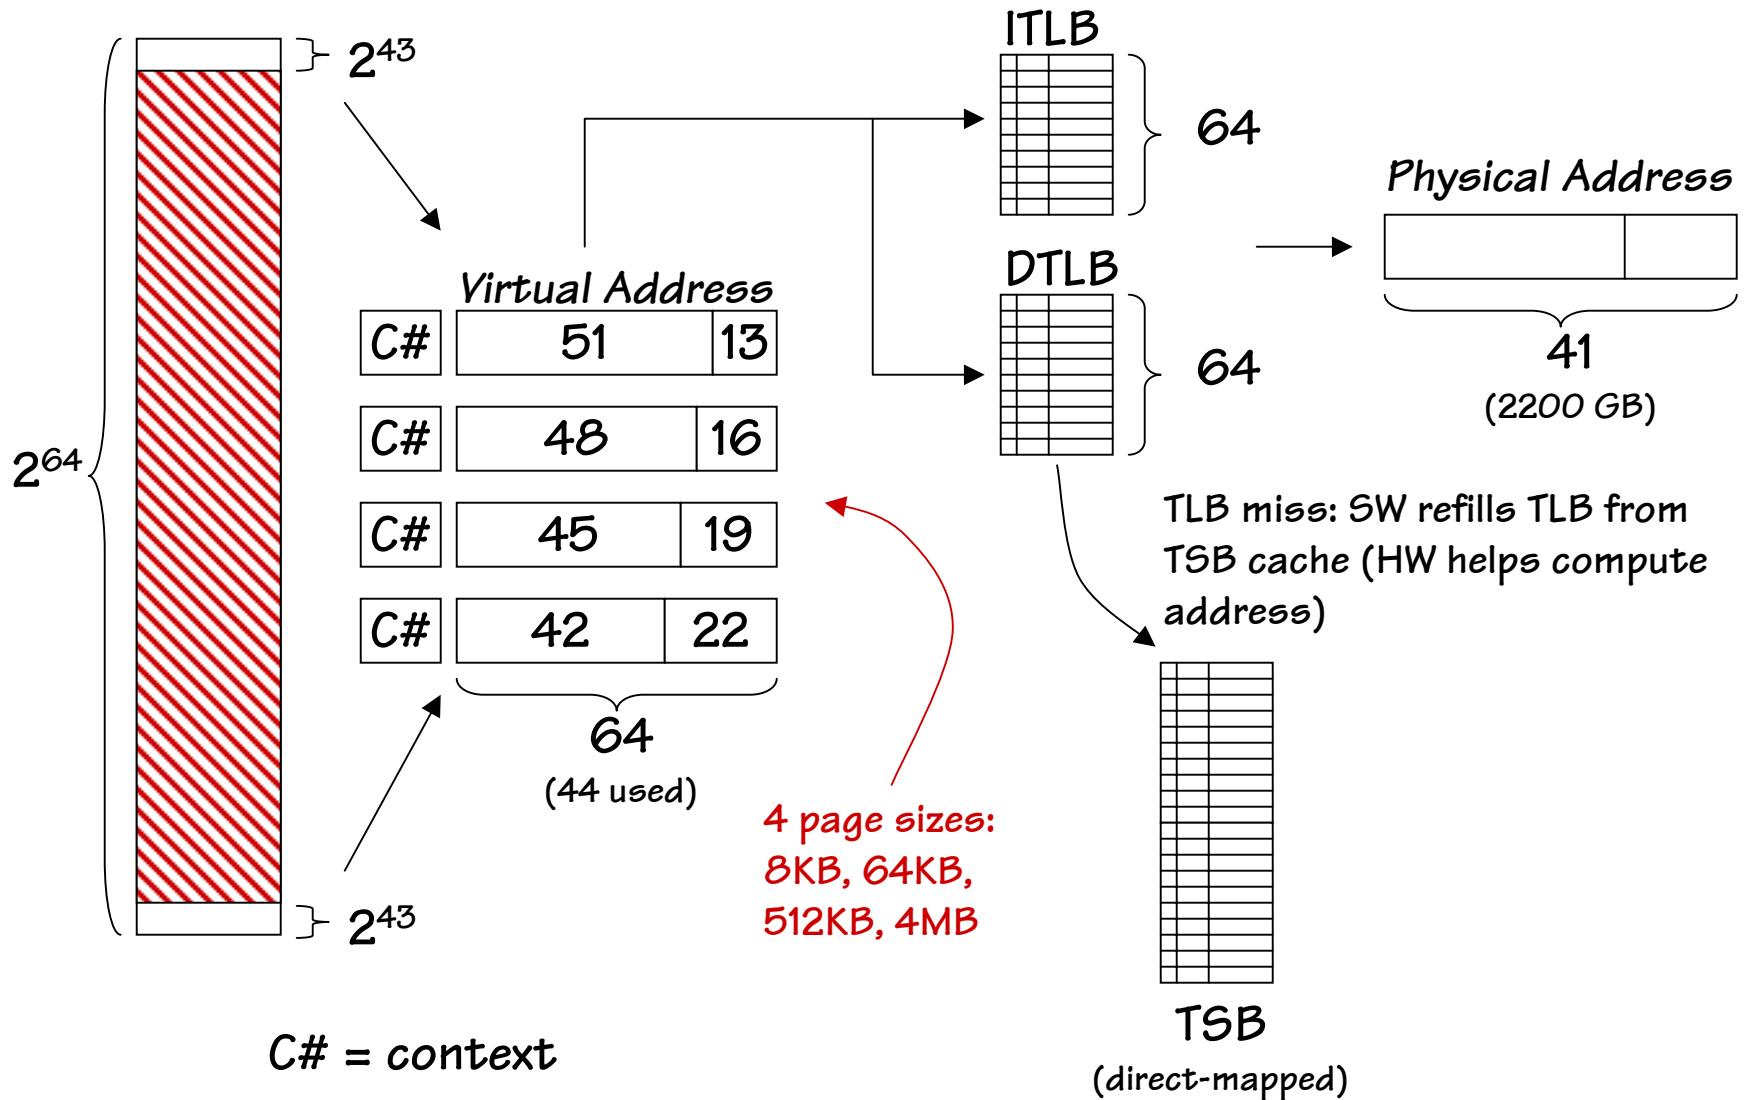 ITLB
2^43
64
Physical Address
DTLB
Virtual Address
C# 51 13
64
41
(2200 GB)
C# 48 16
2^64
C# 45 19
TLB miss: SW refills TLB from
TSB cache (HW helps compute
address)
C# 42 22
64
(44 used)
4 page sizes:
8KB, 64KB,
512KB, 4MB
2^43
TSB
(direct-mapped)
C# = context